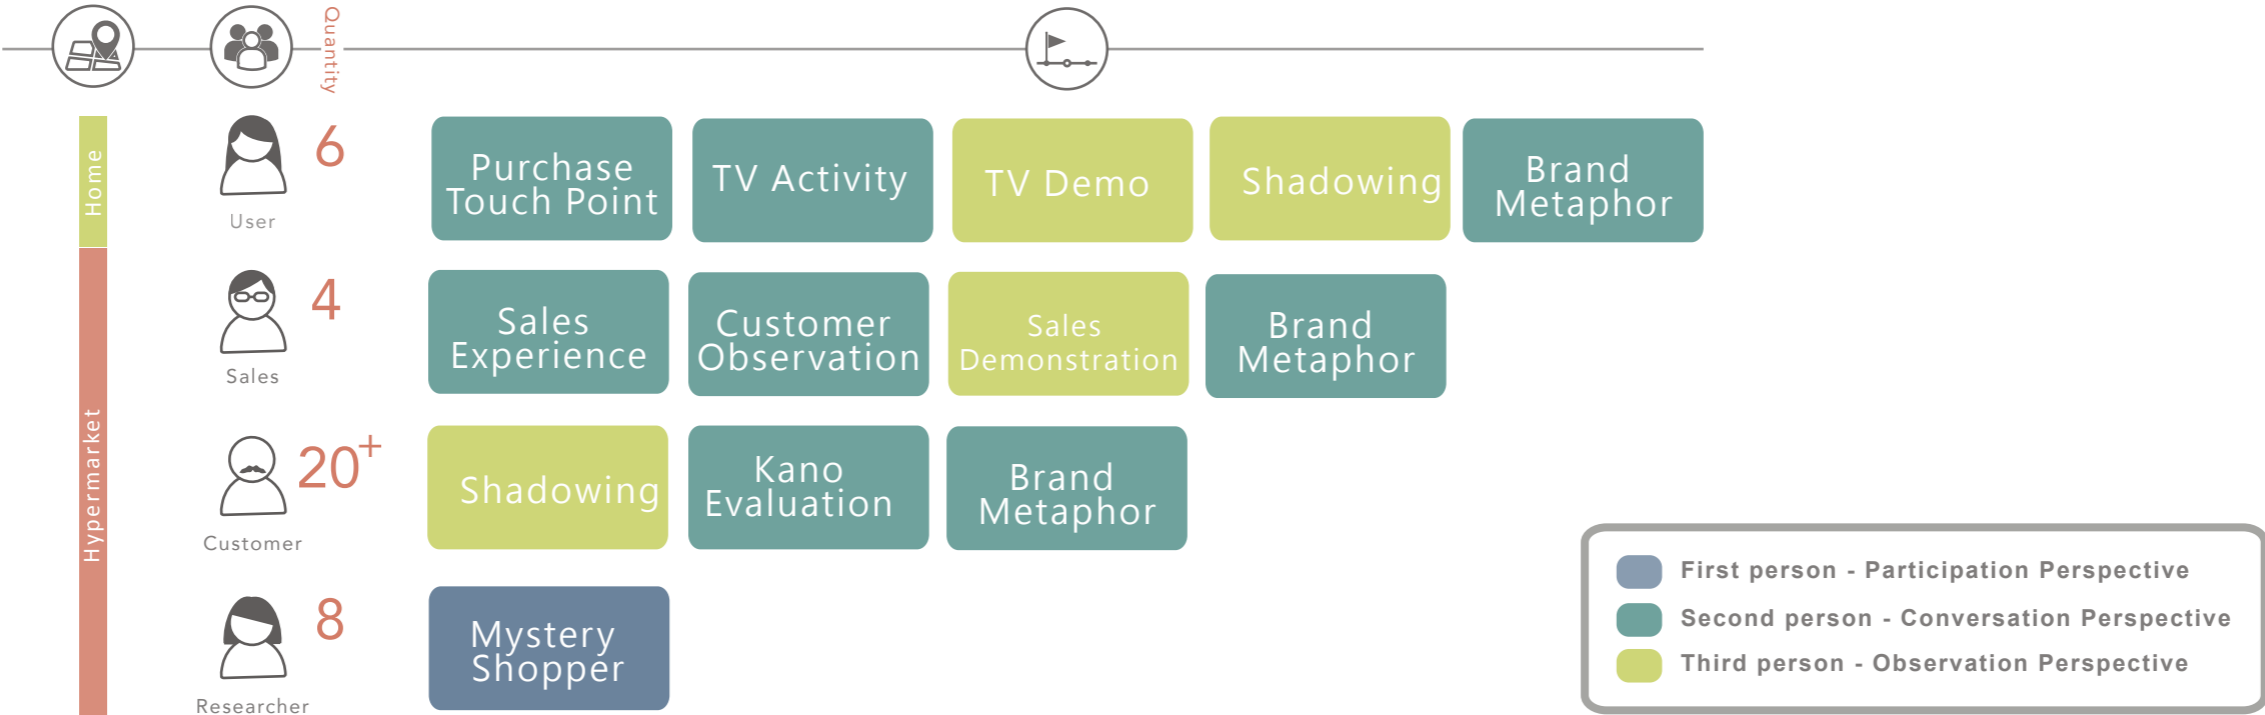 Quantity
Home
6
User
Purchase
Touch Point
TV Activity
TV Demo
Shadowing
Brand
Metaphor
Hypermarket
4
Sales
Sales
Experience
Customer
Observation
Sales
Demonstration
Brand
Metaphor
20+
Customer
Shadowing
Kano
Evaluation
Brand
Metaphor
8
Researcher
Mystery
Shopper
First person - Participation Perspective
Second person - Conversation Perspective
Third person - Observation Perspective